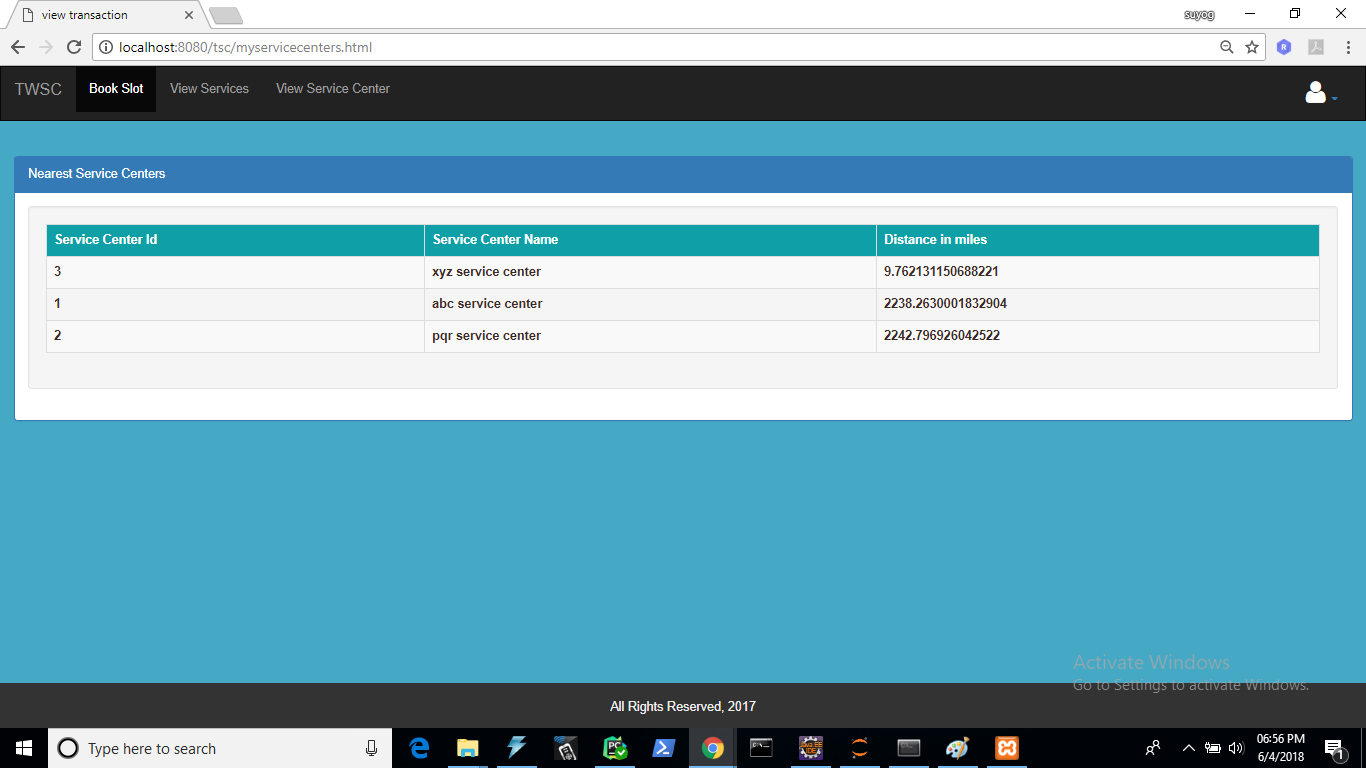 view transaction
suyog
localhost:8080/tsc/myservicecenters.html
TWSC Book Slot View Services View Service Center
Nearest Service Centers
Service Center Id Service Center Name Distance in miles
3 xyz service center 9.762131150688221
1 abc service center 2238.2630001832904
2 pqr service center 2242.796926042522
Activate Windows
Go to Settings to activate Windows.
All Rights Reserved, 2017
Type here to search
06:56 PM
6/4/2018
1